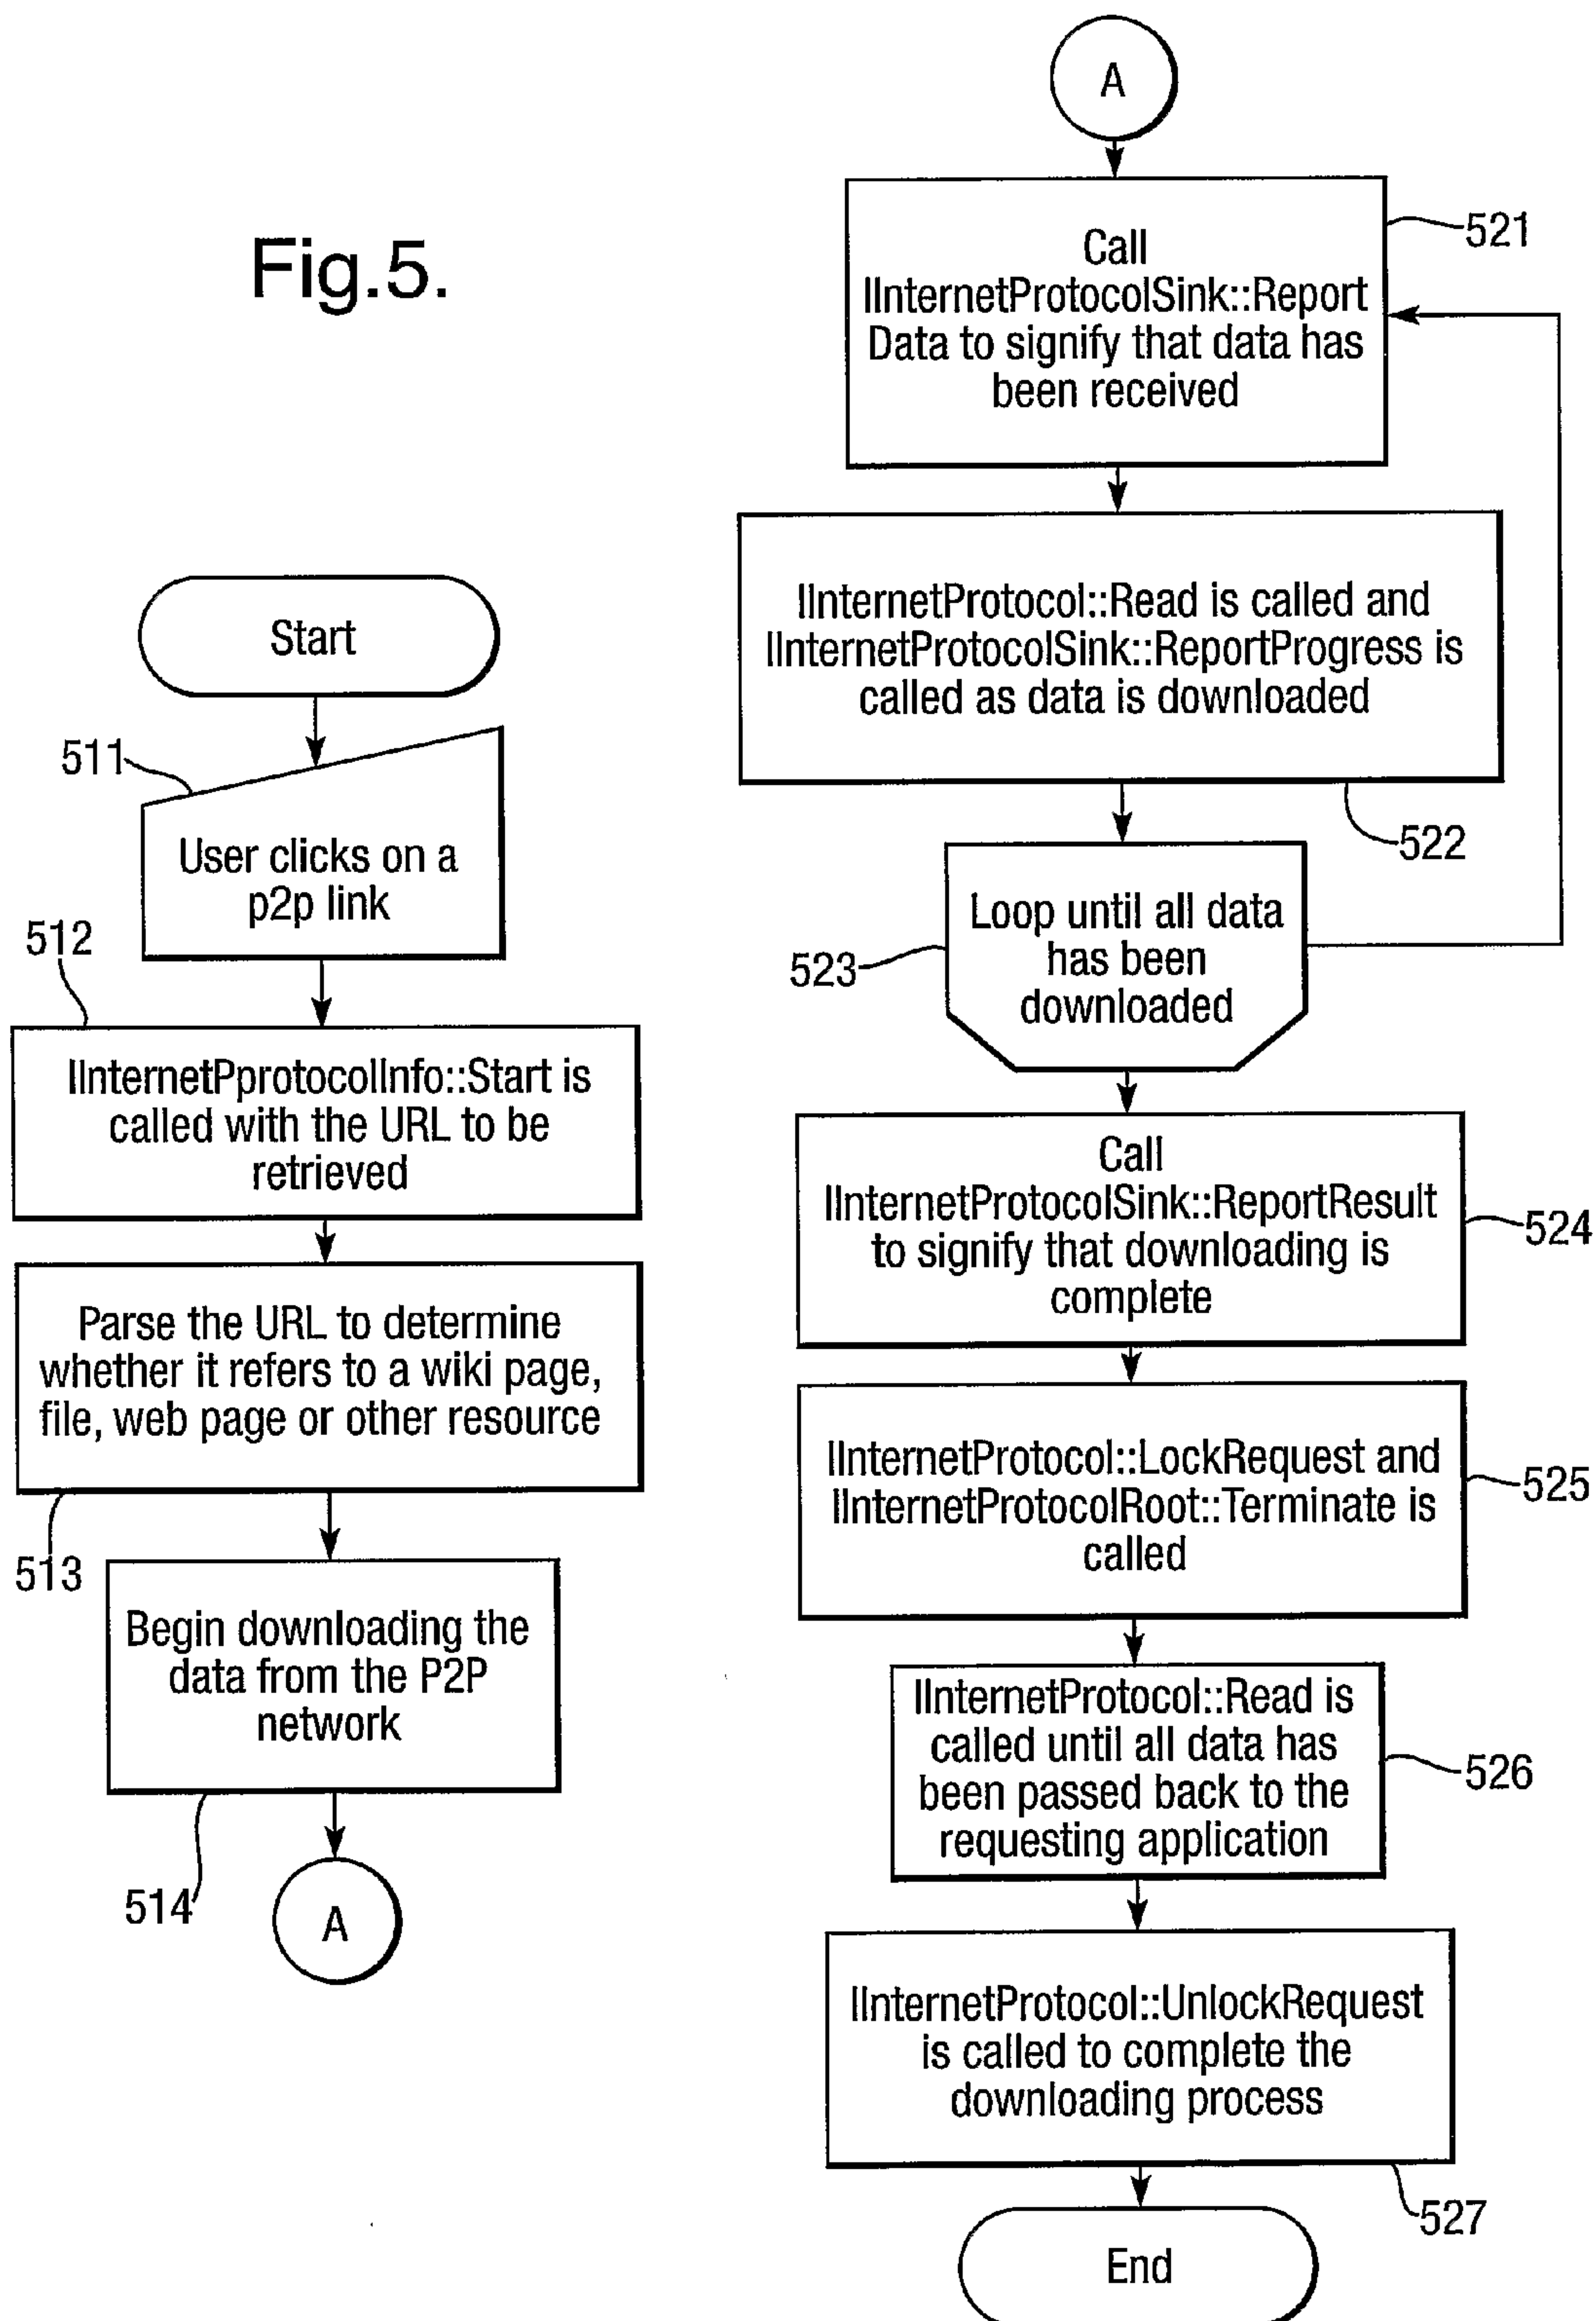 Fig.5.
Start
511
User clicks on a
p2p link
512
IInternetPprotocolInfo::Start is
called with the URL to be
retrieved
Parse the URL to determine
whether it refers to a wiki page,
file, web page or other resource
513
Begin downloading the
data from the P2P
network
514
A
A
521
Call
IInternetProtocolSink::Report
Data to signify that data has
been received
IInternetProtocol::Read is called and
IInternetProtocolSink::ReportProgress is
called as data is downloaded
522
Loop until all data
has been
downloaded
523
Call
IInternetProtocolSink::ReportResult
to signify that downloading is
complete
524
IInternetProtocol::LockRequest and
IInternetProtocolRoot::Terminate is
called
525
IInternetProtocol::Read is
called until all data has
been passed back to the
requesting application
526
IInternetProtocol::UnlockRequest
is called to complete the
downloading process
527
End